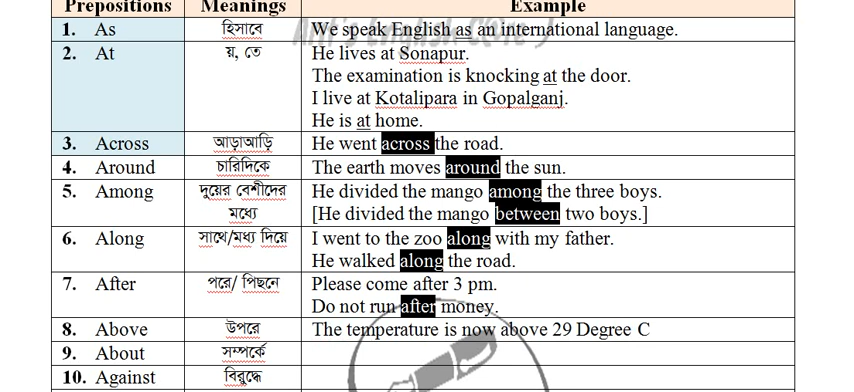 Prepositions Meanings Example
1. As হিসাবে We speak English as an international language.
2. At য়, তে He lives at Sonapur.
The examination is knocking at the door.
I live at Kotalipara in Gopalganj.
He is at home.
3. Across আড়াআড়ি He went across the road.
4. Around চারিদিকে The earth moves around the sun.
5. Among দুয়ের বেশীদের He divided the mango among the three boys.
মধ্যে [He divided the mango between two boys.]
6. Along সাথে/মধ্য দিয়ে I went to the zoo along with my father.
He walked along the road.
7. After পরে/ পিছনে Please come after 3 pm.
Do not run after money.
8. Above উপরে The temperature is now above 29 Degree C
9. About সম্পর্কে
10. Against বিরুদ্ধে